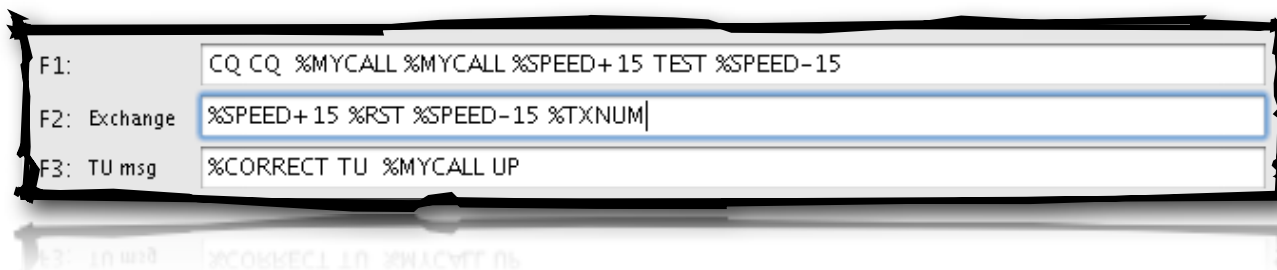 F1: CQ CQ  %MYCALL %MYCALL %SPEED+15 TEST %SPEED-15
F2: Exchange %SPEED+15 %RST %SPEED-15 %TXNUM
F3: TU msg %CORRECT TU  %MYCALL UP